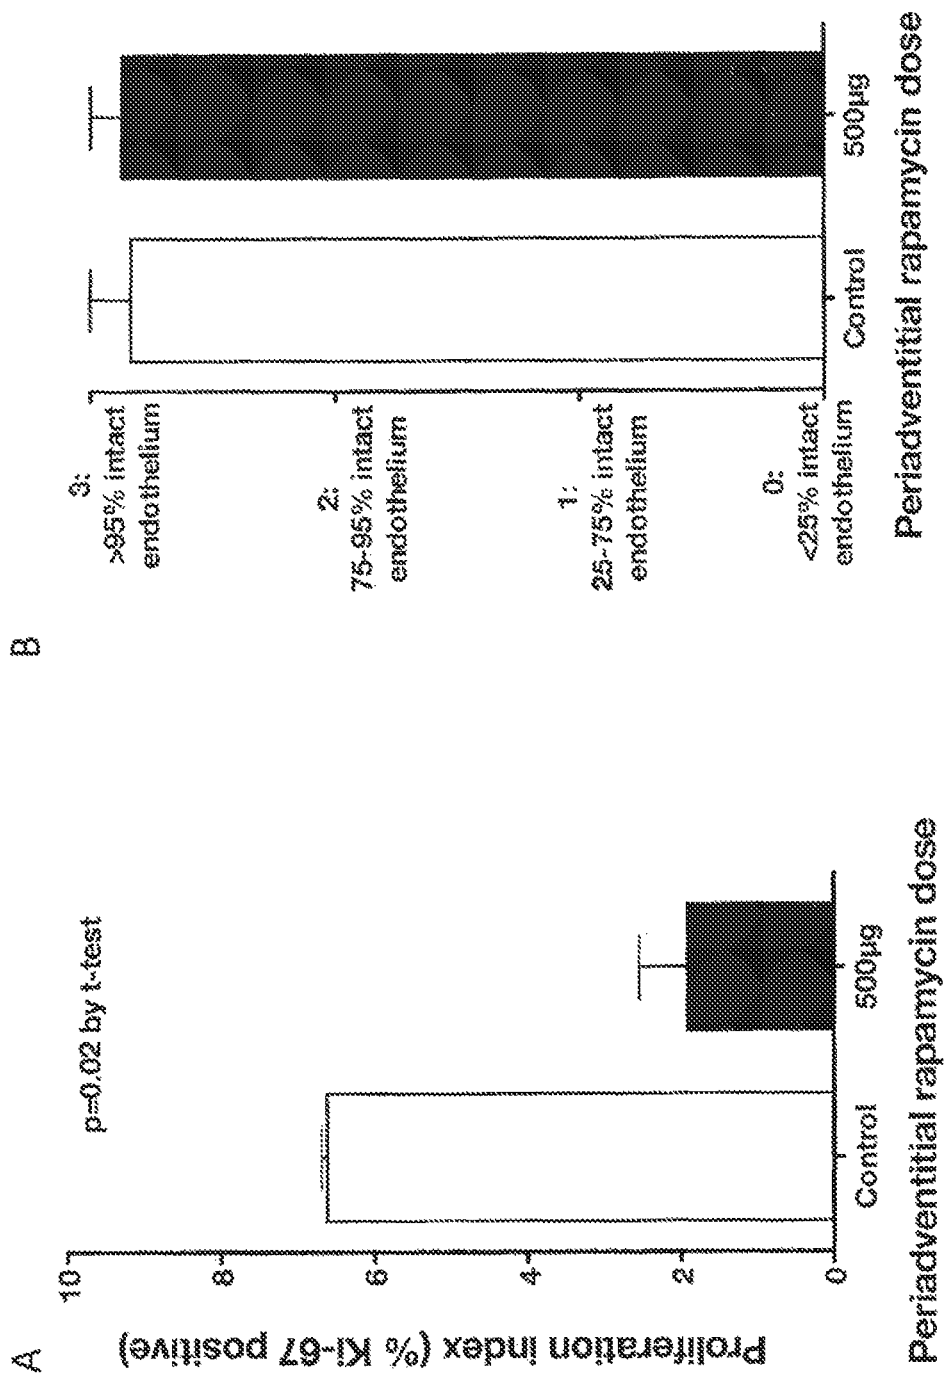 A
Proliferation index (% Ki-67 positive)
10
8
6
4
2
0
p=0.02 by t-test
Control
500µg
Periadventitial rapamycin dose
B
3:
>95% intact
endothelium
2:
75-95% intact
endothelium
1:
25-75% intact
endothelium
0:
<25% intact
endothelium
Control
500µg
Periadventitial rapamycin dose